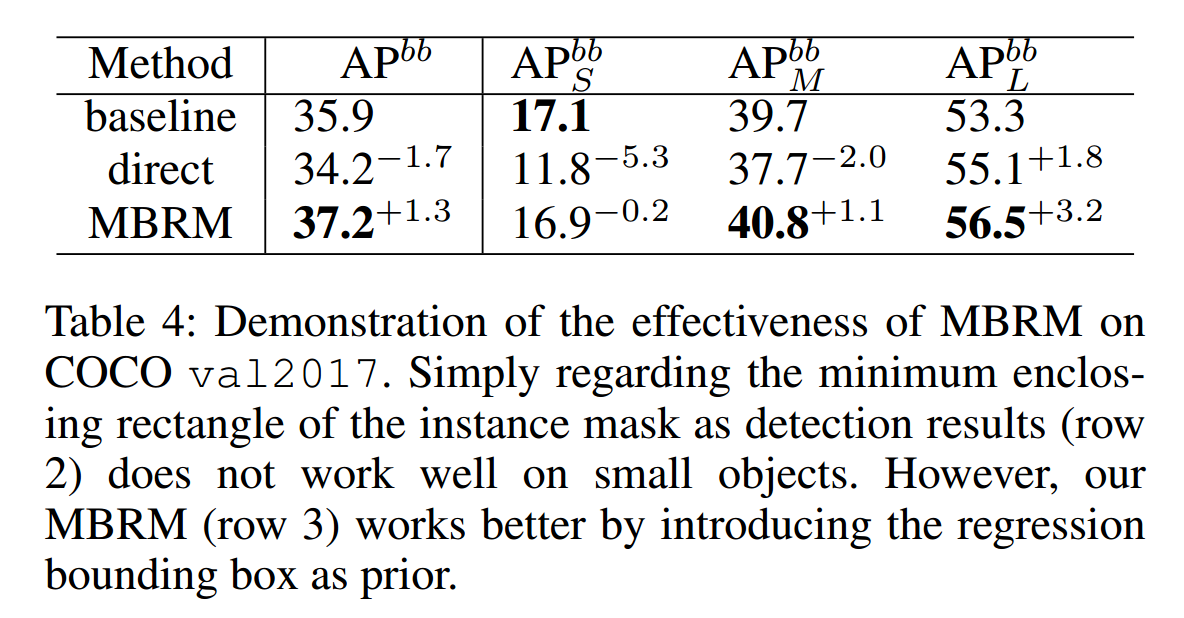 Method AP^bb AP_S^bb AP_M^bb AP_L^bb
baseline 35.9 17.1 39.7 53.3
direct 34.2−1.7 11.8−5.3 37.7−2.0 55.1+1.8
MBRM 37.2+1.3 16.9−0.2 40.8+1.1 56.5+3.2
Table 4: Demonstration of the effectiveness of MBRM on
COCO val2017. Simply regarding the minimum enclos-
ing rectangle of the instance mask as detection results (row
2) does not work well on small objects. However, our
MBRM (row 3) works better by introducing the regression
bounding box as prior.